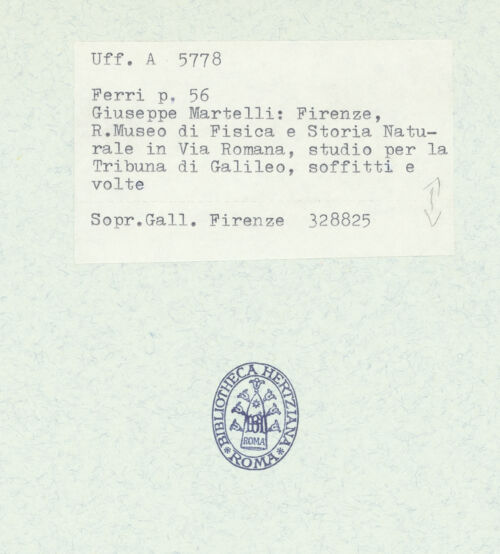 Uff. A 5778
Ferri p. 56
Giuseppe Martelli: Firenze,
R.Museo di Fisica e Storia Natu-
rale in Via Romana, studio per la
Tribuna di Galileo, soffitti e
volte
Sopr.Gall. Firenze 328825
BIBLIOTHECA HERTZIANA
ROMA
* ROMA *